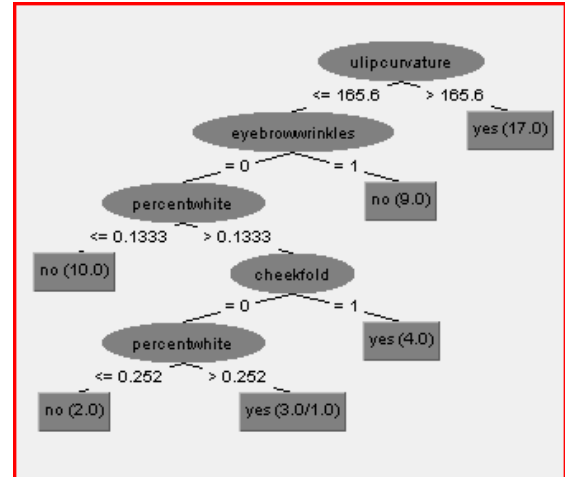 ulipcurvature
<= 165.6 > 165.6
eyebrowwrinkles yes (17.0)
= 0 = 1
percentwhite no (9.0)
<= 0.1333 > 0.1333
no (10.0) cheekfold
= 0 = 1
percentwhite yes (4.0)
<= 0.252 > 0.252
no (2.0) yes (3.0/1.0)